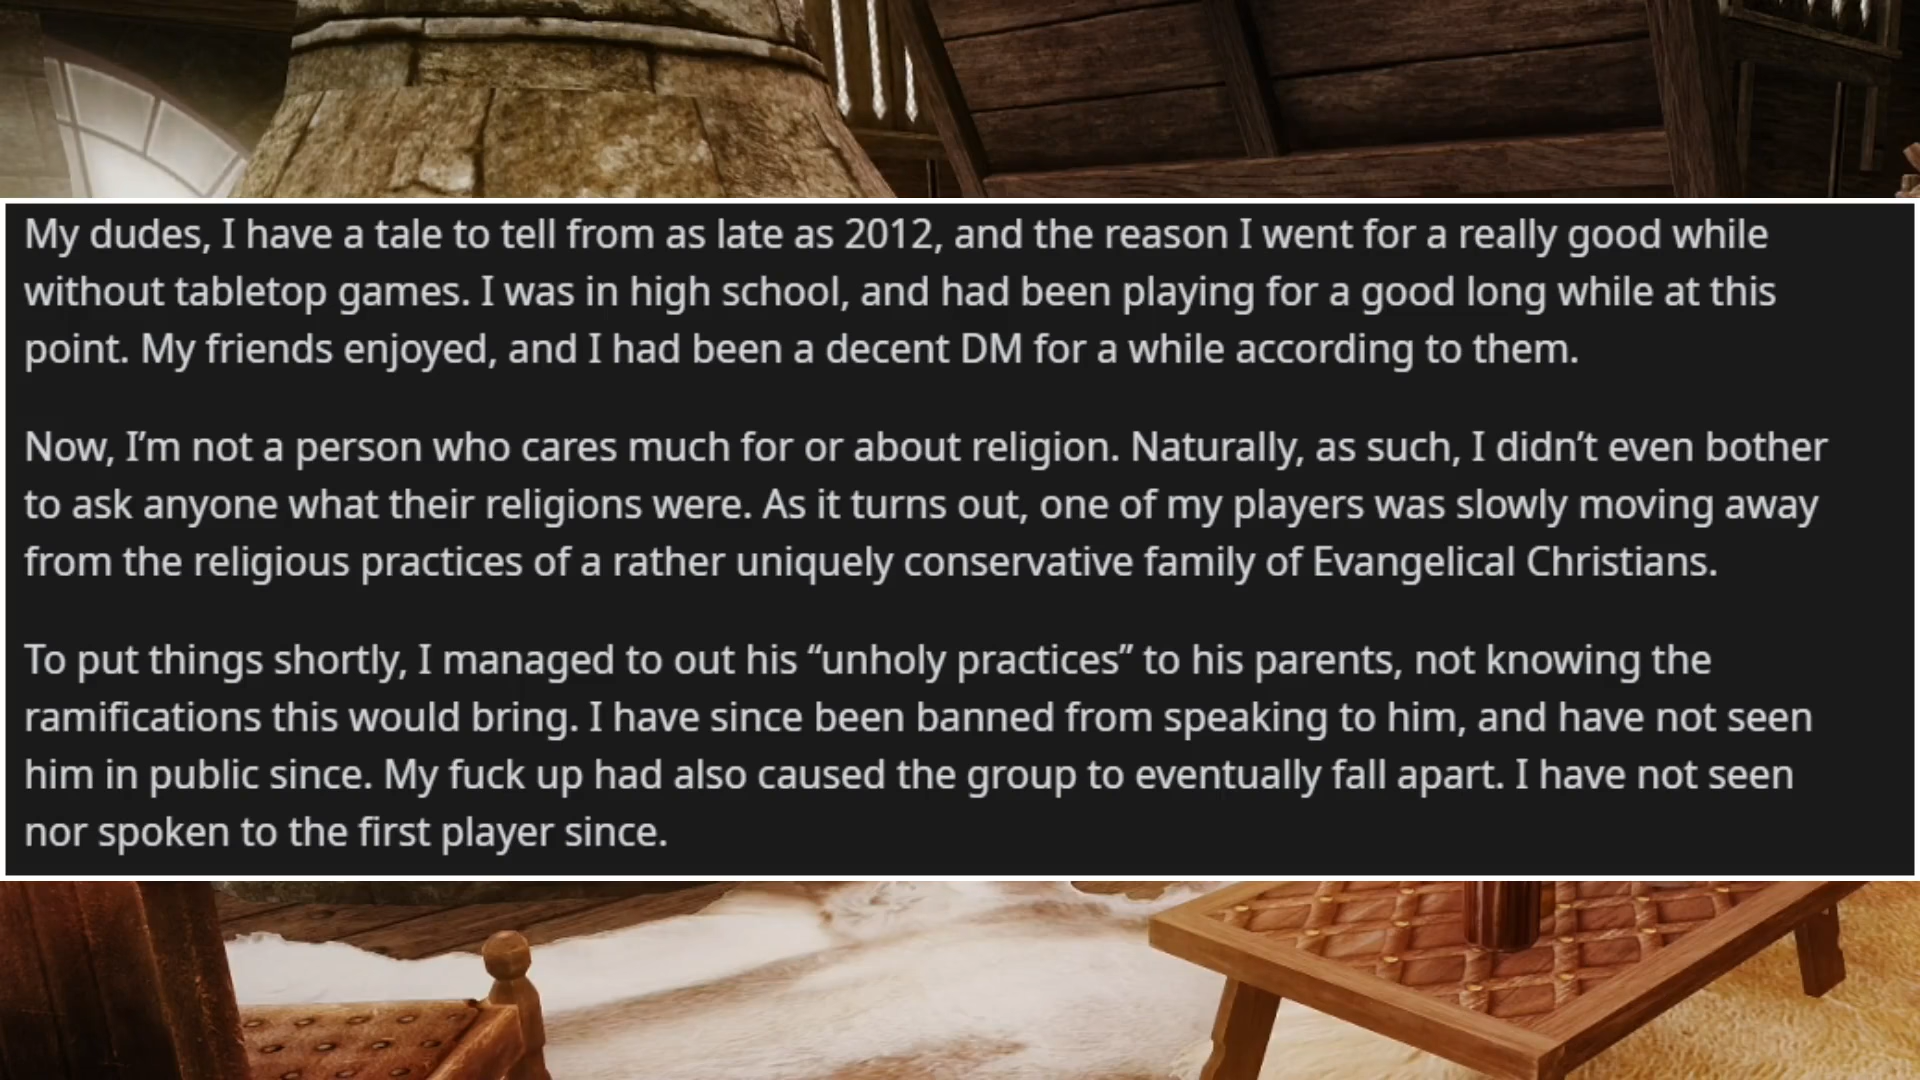 My dudes, I have a tale to tell from as late as 2012, and the reason I went for a really good while
without tabletop games. I was in high school, and had been playing for a good long while at this
point. My friends enjoyed, and I had been a decent DM for a while according to them.
Now, I’m not a person who cares much for or about religion. Naturally, as such, I didn’t even bother
to ask anyone what their religions were. As it turns out, one of my players was slowly moving away
from the religious practices of a rather uniquely conservative family of Evangelical Christians.
To put things shortly, I managed to out his “unholy practices” to his parents, not knowing the
ramifications this would bring. I have since been banned from speaking to him, and have not seen
him in public since. My fuck up had also caused the group to eventually fall apart. I have not seen
nor spoken to the first player since.